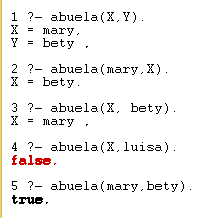 1 ?- abuela(X,Y).
X = mary,
Y = bety ,
2 ?- abuela(mary,X).
X = bety.
3 ?- abuela(X, bety).
X = mary ,
4 ?- abuela(X,luisa).
false.
5 ?- abuela(mary,bety).
true.